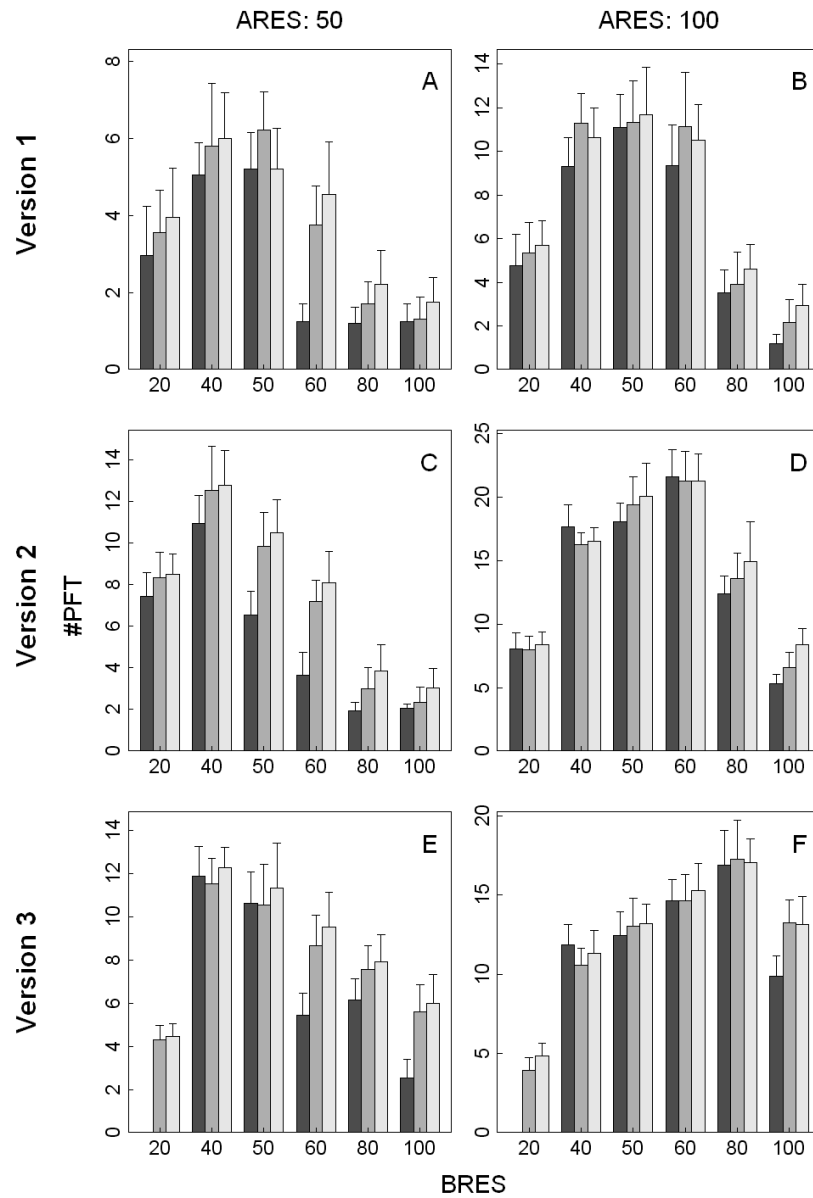 ARES: 50
ARES: 100
Version 1
Version 2
Version 3
#PFT
A
0 2 4 6 8
20 40 50 60 80 100
B
0 2 4 6 8 10 12 14
20 40 50 60 80 100
C
0 2 4 6 8 10 12 14
20 40 50 60 80 100
D
0 5 10 15 20 25
20 40 50 60 80 100
E
0 2 4 6 8 10 12 14
20 40 50 60 80 100
F
0 5 10 15 20
20 40 50 60 80 100
BRES